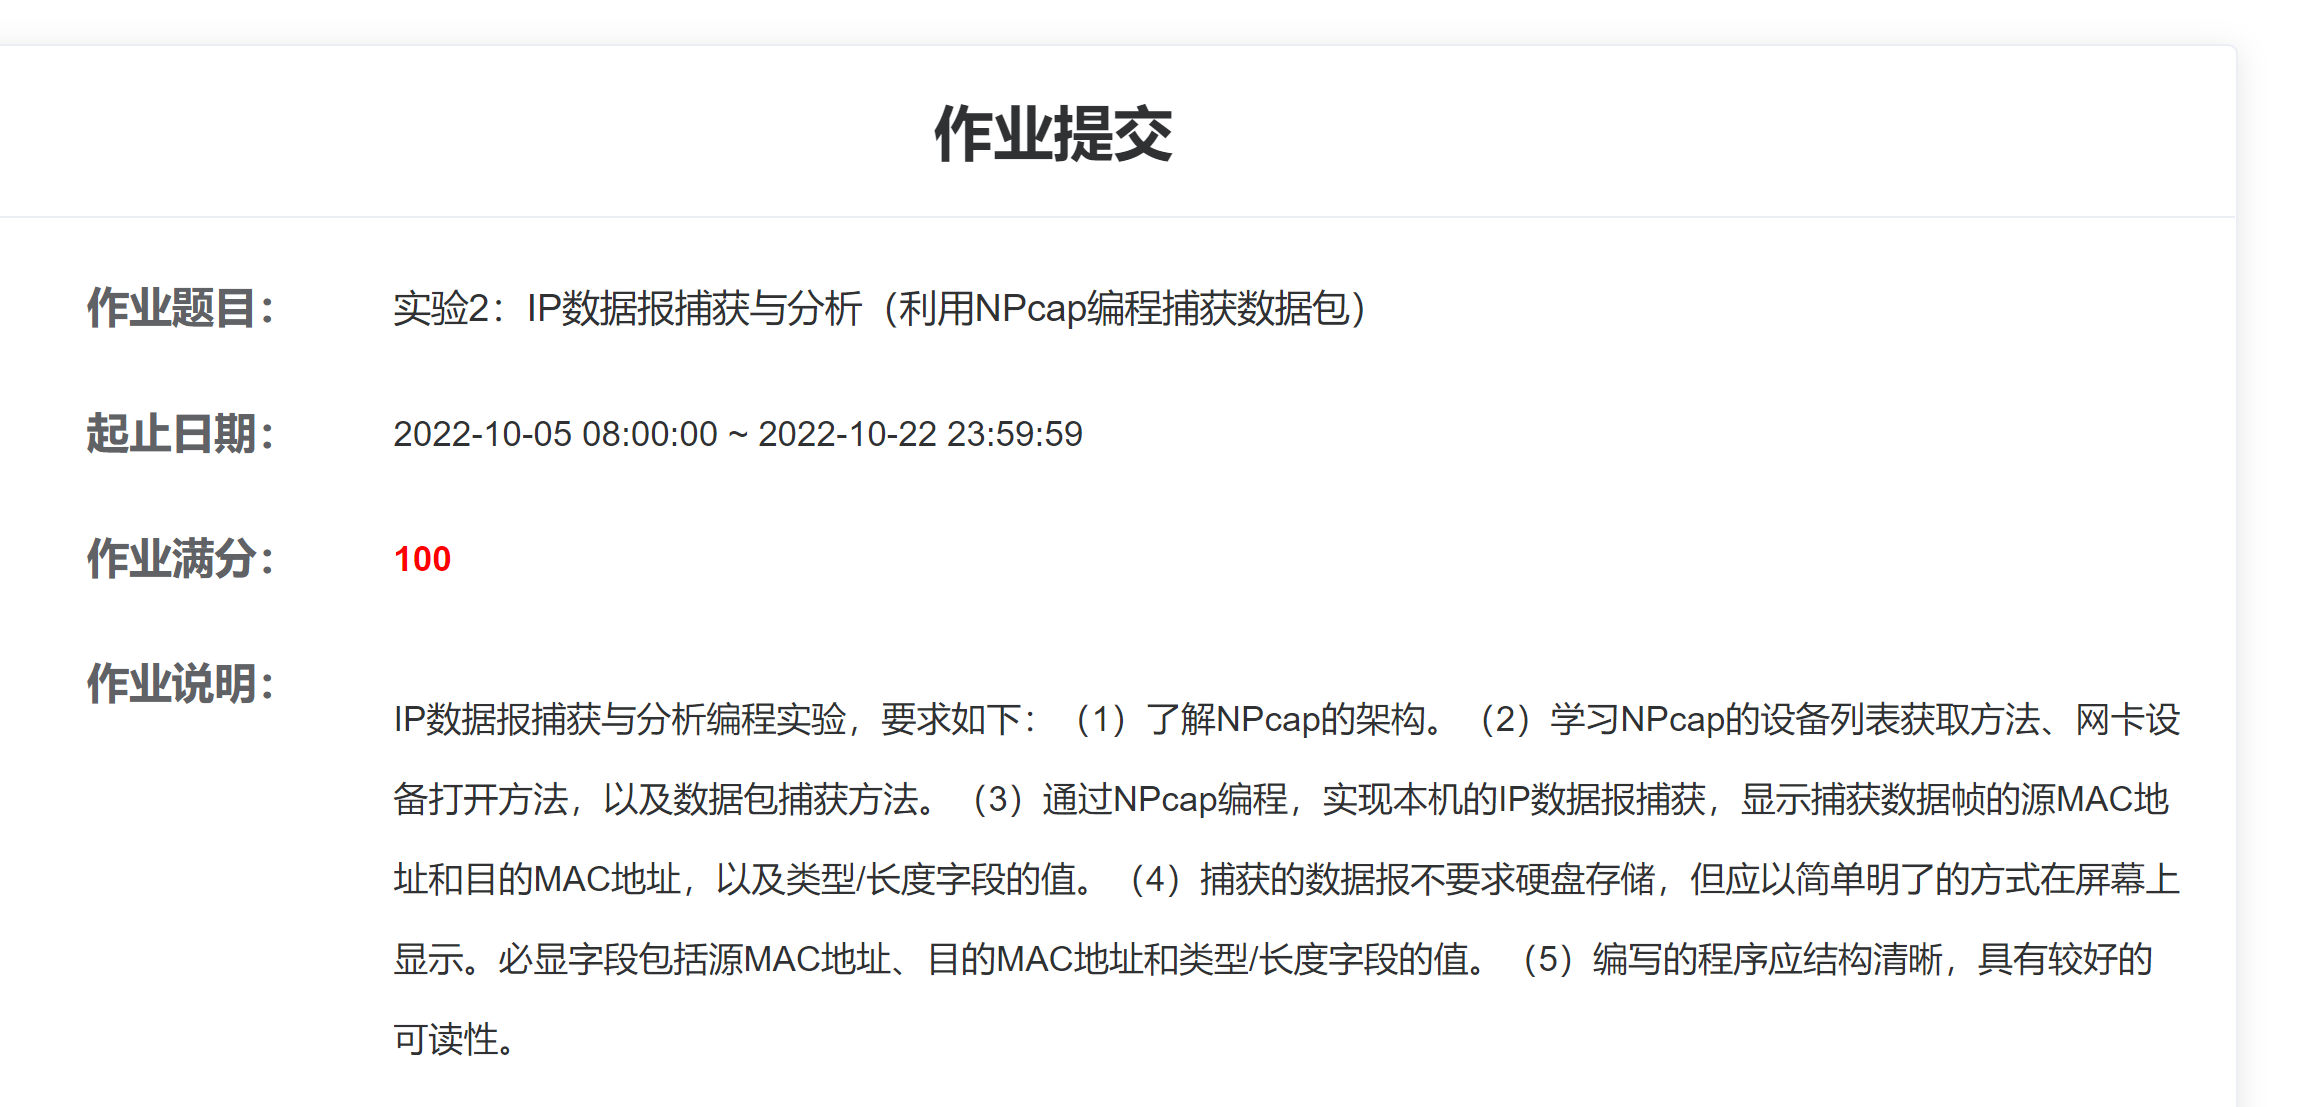 作业提交
作业题目： 实验2：IP数据报捕获与分析（利用NPcap编程捕获数据包）
起止日期： 2022-10-05 08:00:00 ~ 2022-10-22 23:59:59
作业满分： 100
作业说明：
IP数据报捕获与分析编程实验，要求如下：（1）了解NPcap的架构。（2）学习NPcap的设备列表获取方法、网卡设
备打开方法，以及数据包捕获方法。（3）通过NPcap编程，实现本机的IP数据报捕获，显示捕获数据帧的源MAC地
址和目的MAC地址，以及类型/长度字段的值。（4）捕获的数据报不要求硬盘存储，但应以简单明了的方式在屏幕上
显示。必显字段包括源MAC地址、目的MAC地址和类型/长度字段的值。（5）编写的程序应结构清晰，具有较好的
可读性。